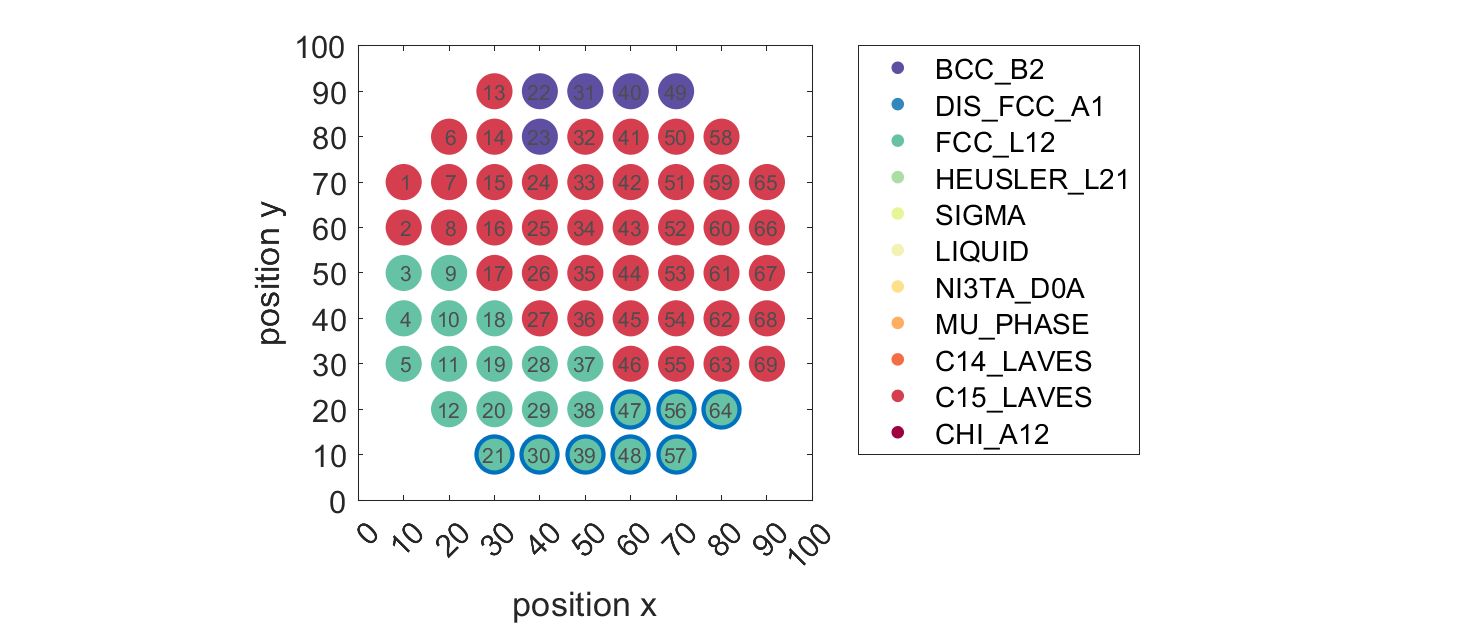 100
90
80
70
60
50
40
30
20
10
0
position y
13 22 31 40 49
6 14 23 32 41 50 58
1 7 15 24 33 42 51 59 65
2 8 16 25 34 43 52 60 66
3 9 17 26 35 44 53 61 67
4 10 18 27 36 45 54 62 68
5 11 19 28 37 46 55 63 69
12 20 29 38 47 56 64
21 30 39 48 57
0 10 20 30 40 50 60 70 80 90 100
position x
BCC_B2
DIS_FCC_A1
FCC_L12
HEUSLER_L21
SIGMA
LIQUID
NI3TA_D0A
MU_PHASE
C14_LAVES
C15_LAVES
CHI_A12